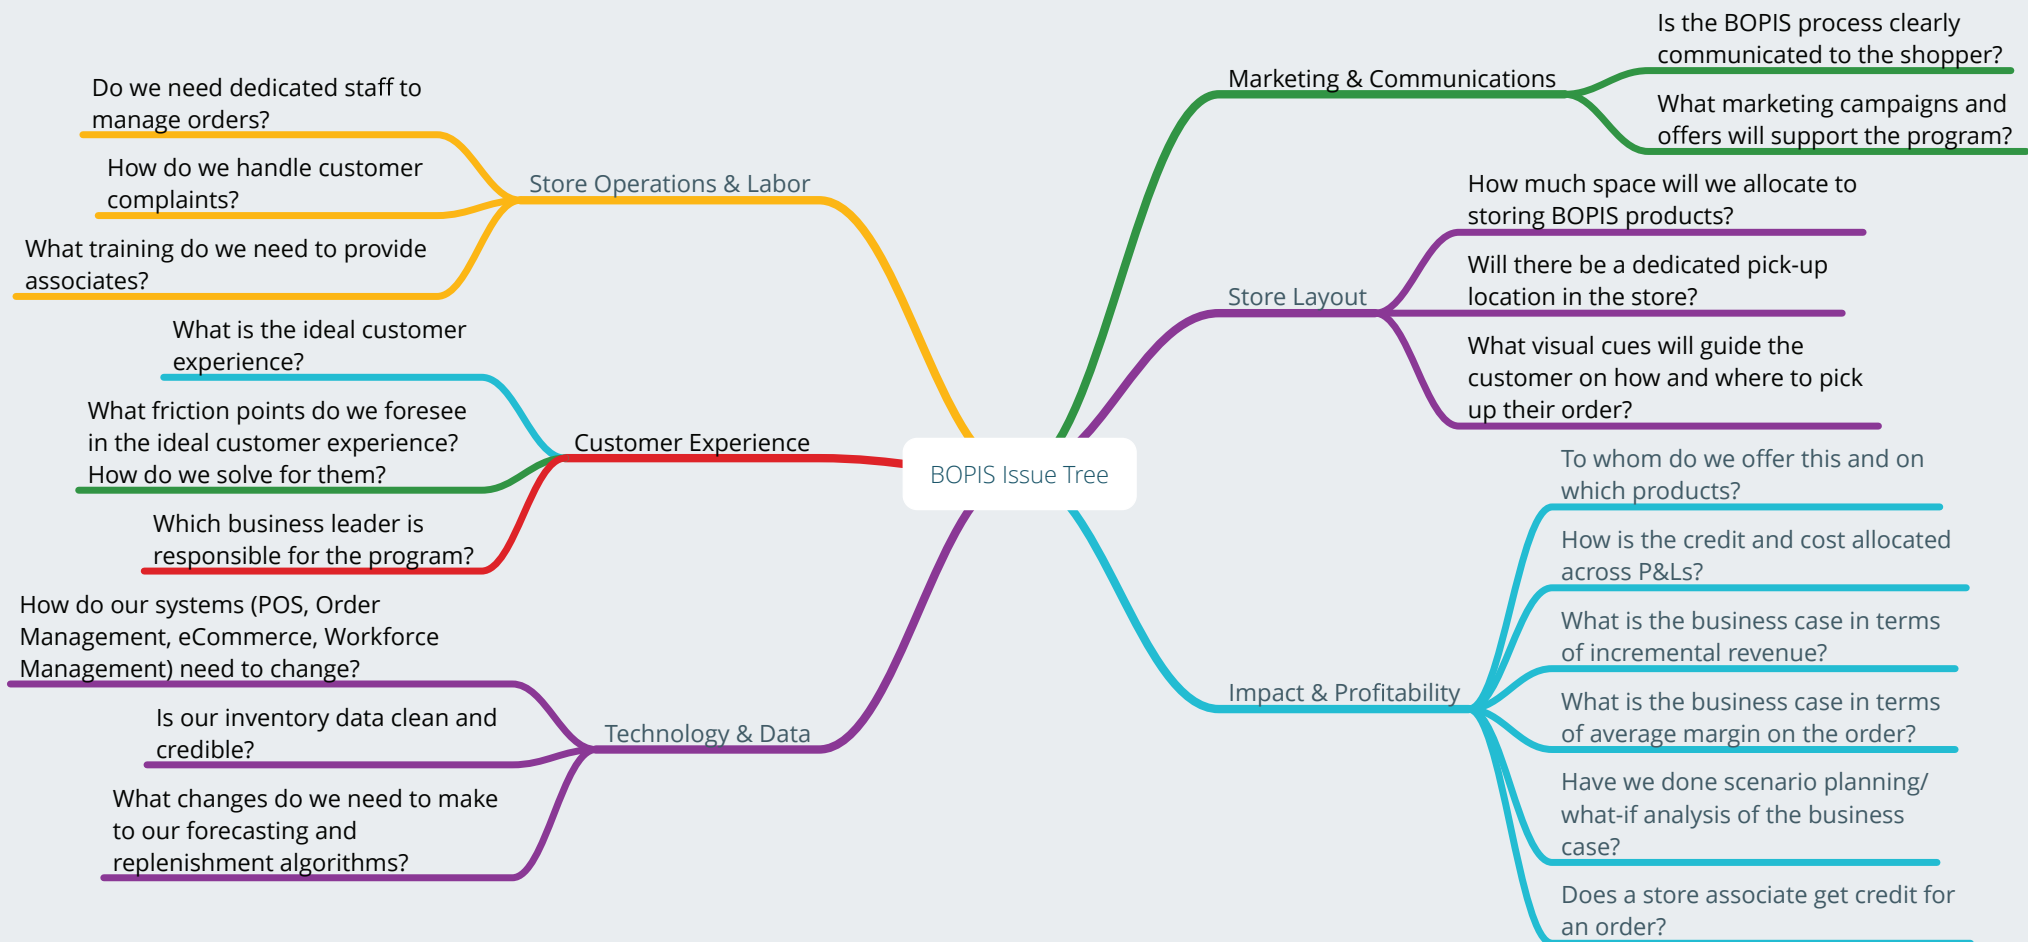 BOPIS Issue Tree
Store Operations & Labor
Do we need dedicated staff to
manage orders?
How do we handle customer
complaints?
What training do we need to provide
associates?
Customer Experience
What is the ideal customer
experience?
What friction points do we foresee
in the ideal customer experience?
How do we solve for them?
Which business leader is
responsible for the program?
Technology & Data
How do our systems (POS, Order
Management, eCommerce, Workforce
Management) need to change?
Is our inventory data clean and
credible?
What changes do we need to make
to our forecasting and
replenishment algorithms?
Marketing & Communications
Is the BOPIS process clearly
communicated to the shopper?
What marketing campaigns and
offers will support the program?
Store Layout
How much space will we allocate to
storing BOPIS products?
Will there be a dedicated pick-up
location in the store?
What visual cues will guide the
customer on how and where to pick
up their order?
Impact & Profitability
To whom do we offer this and on
which products?
How is the credit and cost allocated
across P&Ls?
What is the business case in terms
of incremental revenue?
What is the business case in terms
of average margin on the order?
Have we done scenario planning/
what-if analysis of the business
case?
Does a store associate get credit for
an order?